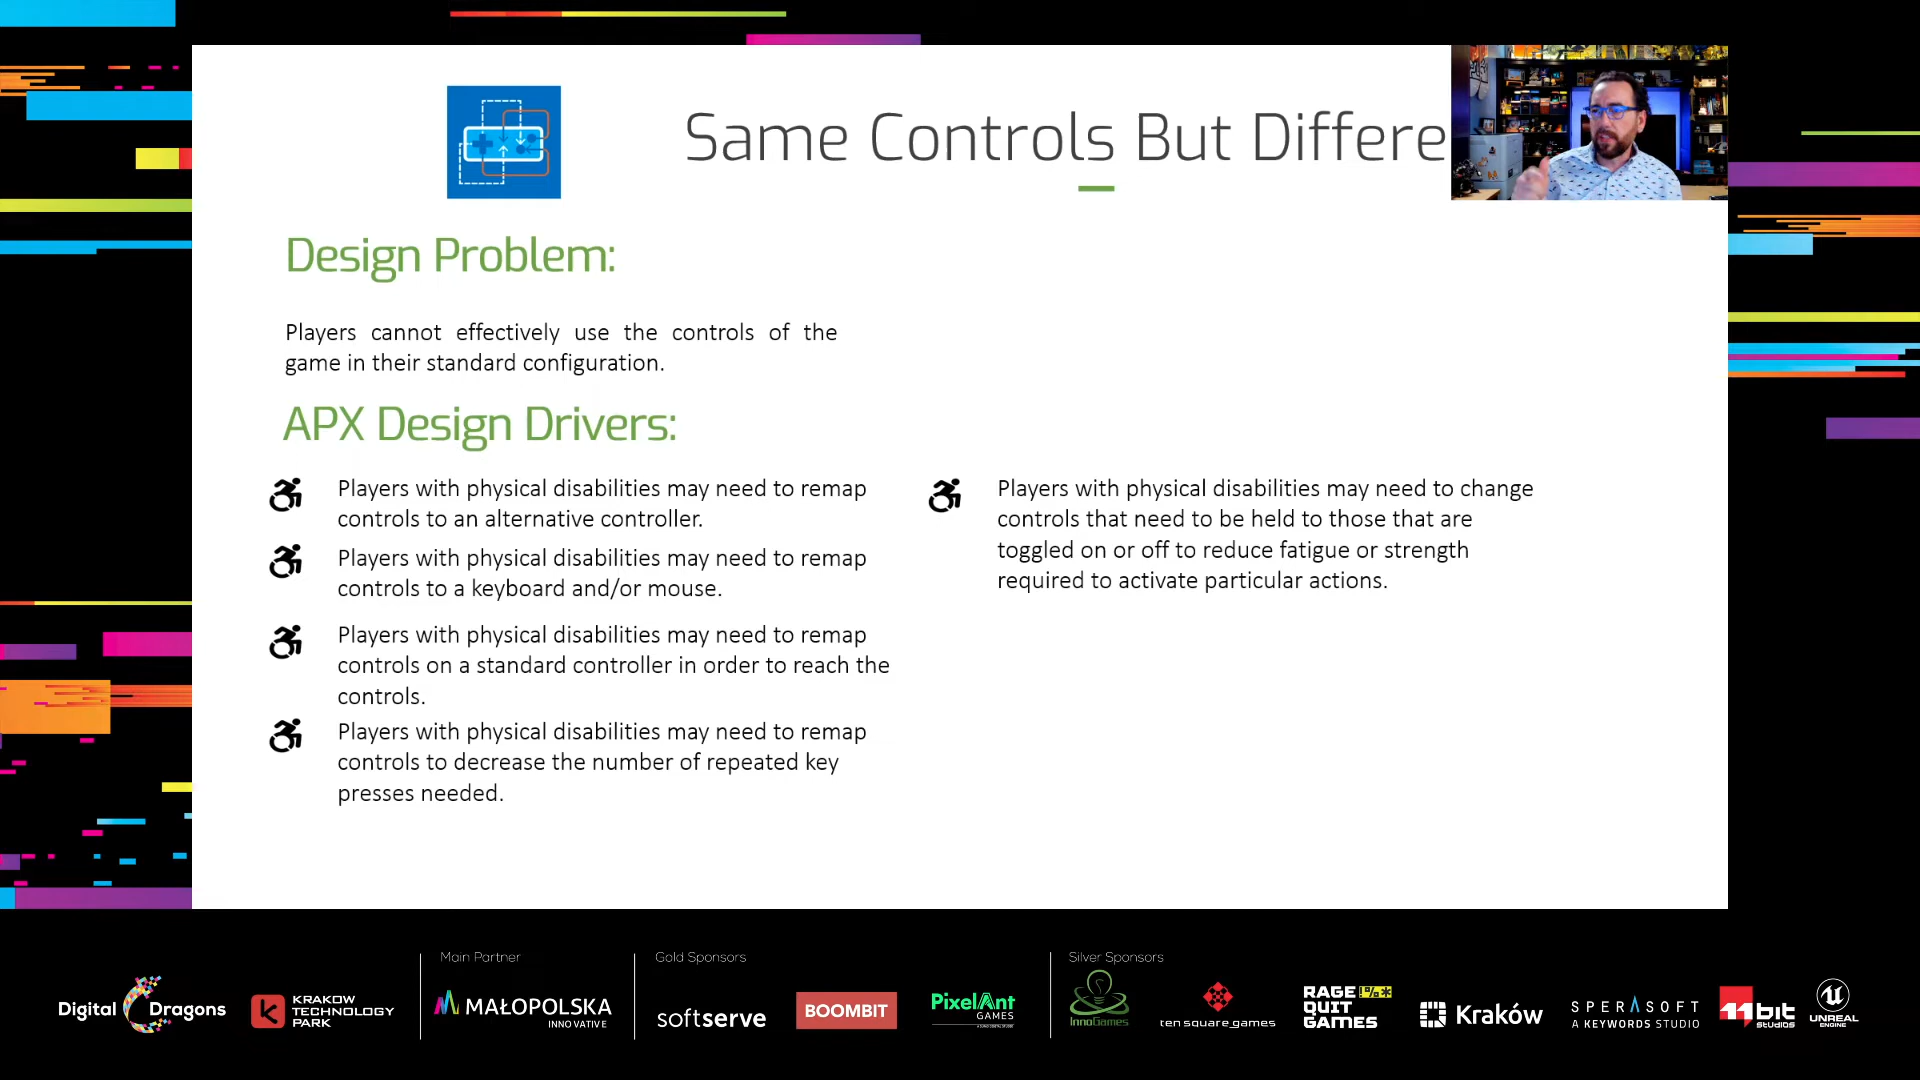 Same Controls But Differe
Design Problem:
Players cannot effectively use the controls of the
game in their standard configuration.
APX Design Drivers:
Players with physical disabilities may need to remap
controls to an alternative controller.
Players with physical disabilities may need to remap
controls to a keyboard and/or mouse.
Players with physical disabilities may need to remap
controls on a standard controller in order to reach the
controls.
Players with physical disabilities may need to remap
controls to decrease the number of repeated key
presses needed.
Players with physical disabilities may need to change
controls that need to be held to those that are
toggled on or off to reduce fatigue or strength
required to activate particular actions.
Main Partner
Gold Sponsors
Silver Sponsors
Digital Dragons
KRAKOW
TECHNOLOGY
PARK
MAŁOPOLSKA
INNOVATIVE
softserve
BOOMBIT
PixelAnt
GAMES
InnoGames
ten square games
RAGE !%*
QUIT
GAMES
Kraków
SPERASOFT
A KEYWORDS STUDIO
11bit
studios
UNREAL
ENGINE